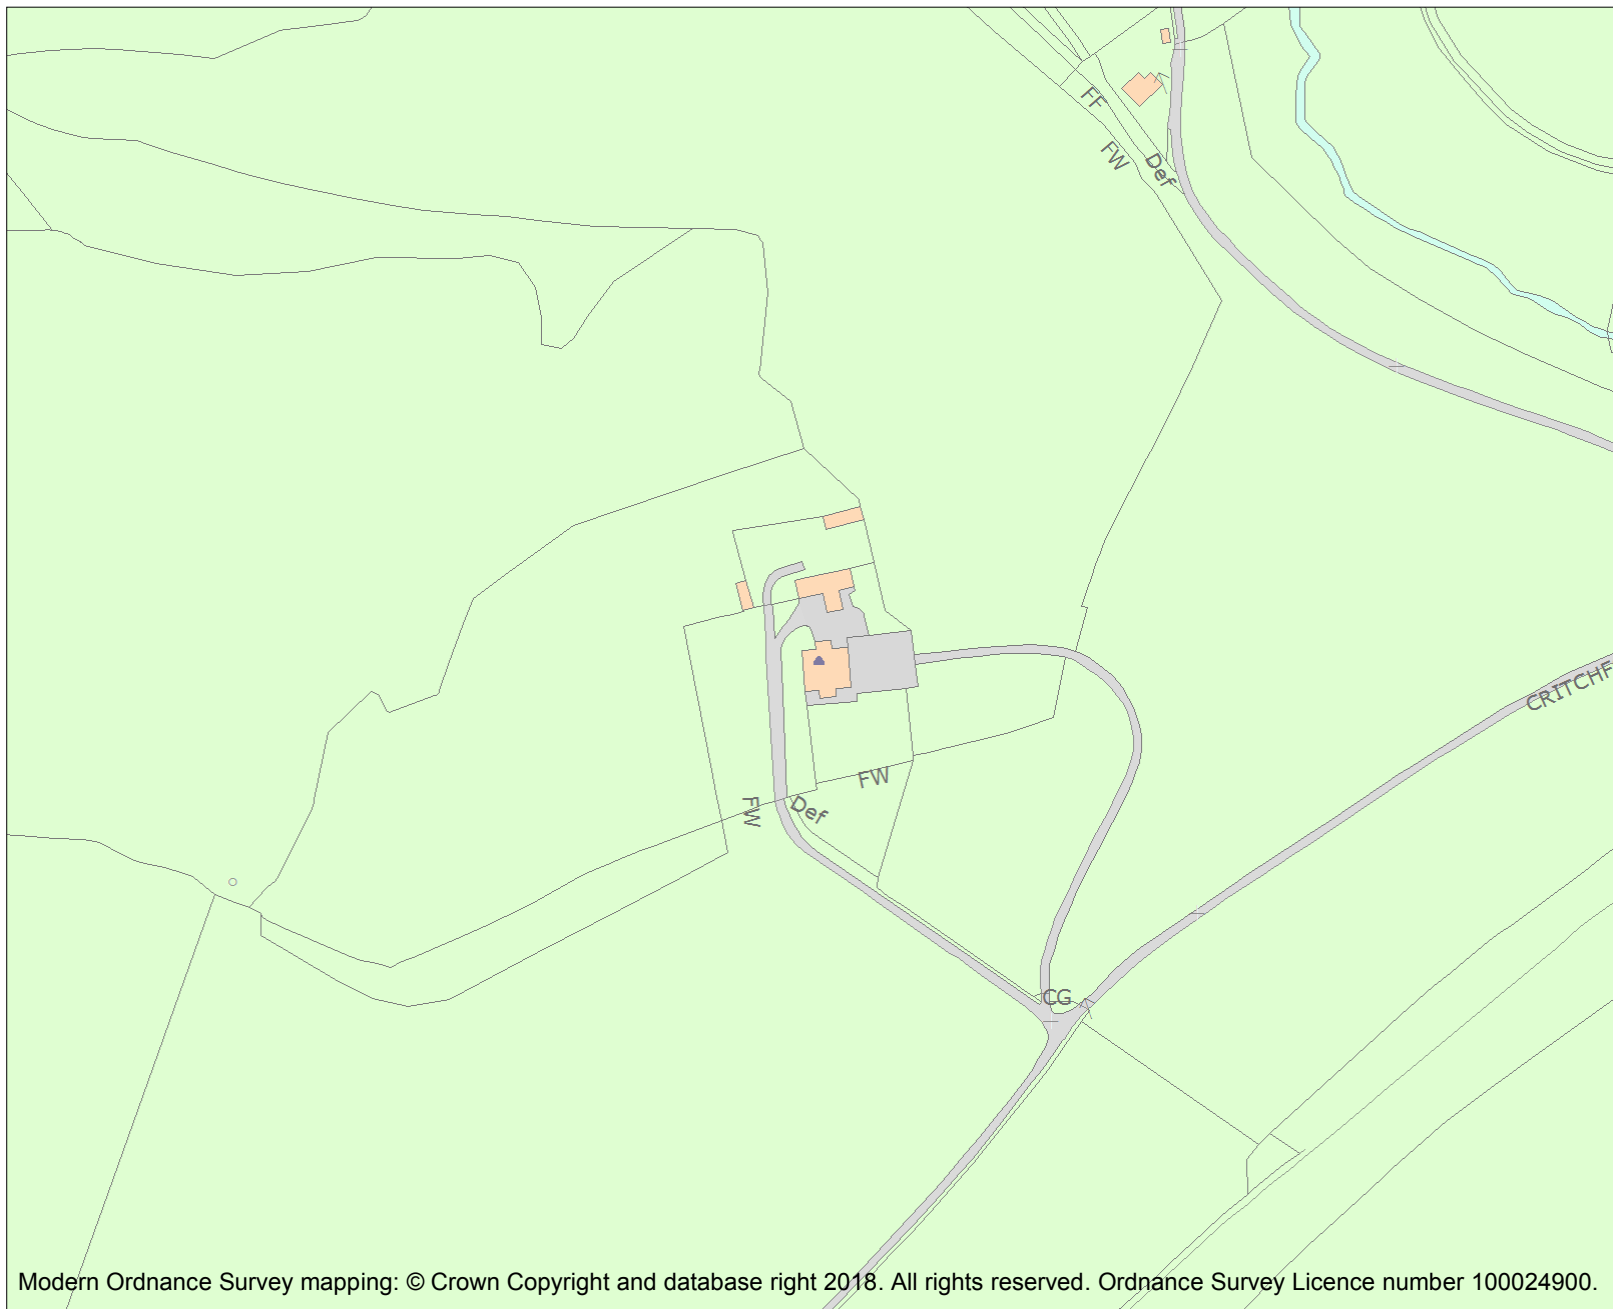 FF
FW
Def
CRITCHF
FW
FW
Def
CG
Modern Ordnance Survey mapping: © Crown Copyright and database right 2018. All rights reserved. Ordnance Survey Licence number 100024900.